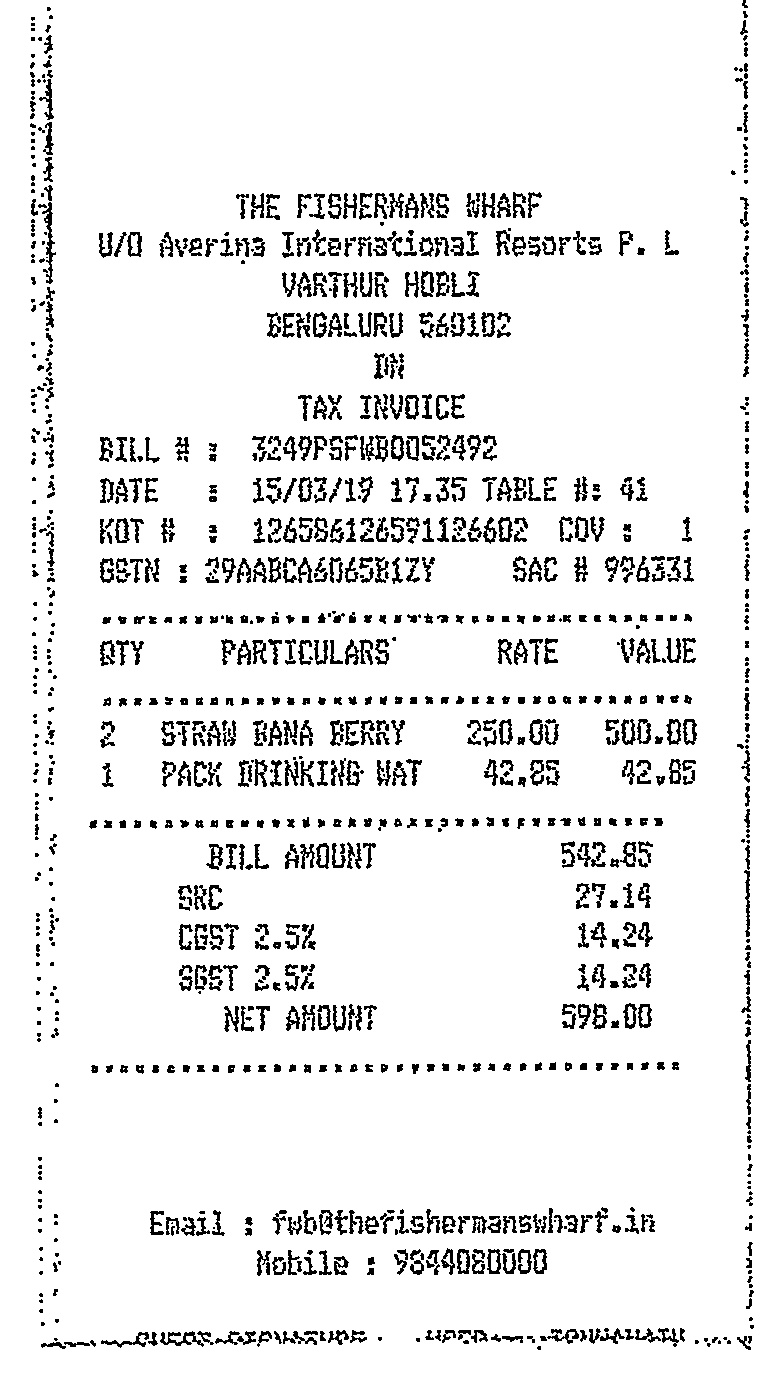 THE FISHERMANS WHARF
U/O Averina International Resorts P. L
VARTHUR HOBLI
BENGALURU 560102
DN
TAX INVOICE
BILL # : 3249PSFWB0052492
DATE : 15/03/19 17.35 TABLE #: 41
KOT # : 126586126591126602 COV : 1
GSTN : 29AABCA6065B1ZY SAC # 996331
QTY PARTICULARS RATE VALUE
2 STRAW BANA BERRY 250.00 500.00
1 PACK DRINKING WAT 42.85 42.85
BILL AMOUNT 542.85
SRC 27.14
CGST 2.5% 14.24
SGST 2.5% 14.24
NET AMOUNT 598.00
Email : fwb@thefishermanswharf.in
Mobile : 9844080000